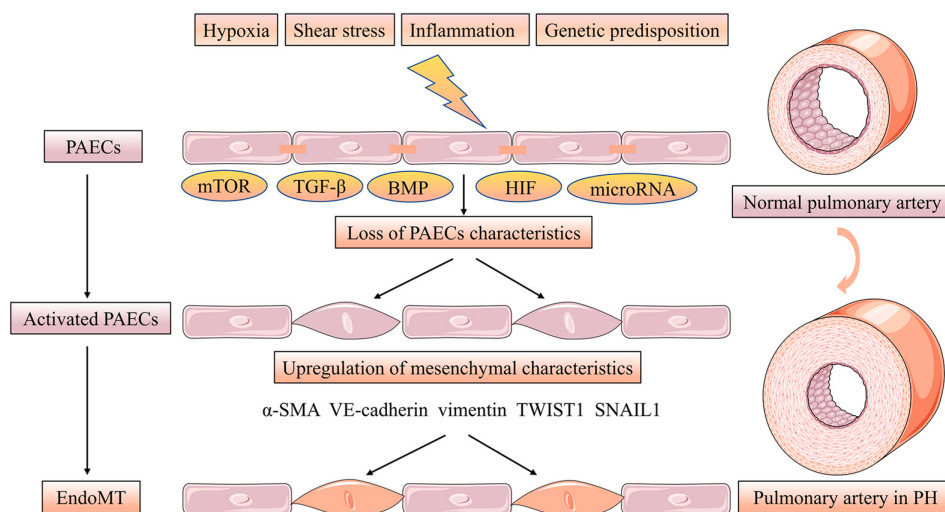 Hypoxia
Shear stress
Inflammation
Genetic predisposition
PAECs
mTOR
TGF-β
BMP
HIF
microRNA
Normal pulmonary artery
Loss of PAECs characteristics
Activated PAECs
Upregulation of mesenchymal characteristics
α-SMA VE-cadherin vimentin TWIST1 SNAIL1
EndoMT
Pulmonary artery in PH